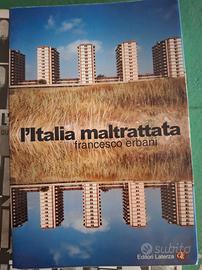 l'Italia maltrattata
francesco erbani
Editori Laterza
subito